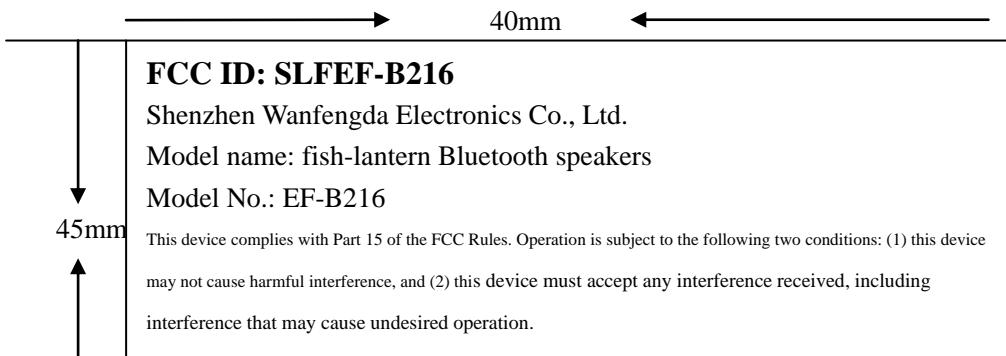 40mm
FCC ID: SLFEF-B216
Shenzhen Wanfengda Electronics Co., Ltd.
Model name: fish-lantern Bluetooth speakers
Model No.: EF-B216
45mm
This device complies with Part 15 of the FCC Rules. Operation is subject to the following two conditions: (1) this device
may not cause harmful interference, and (2) this device must accept any interference received, including
interference that may cause undesired operation.